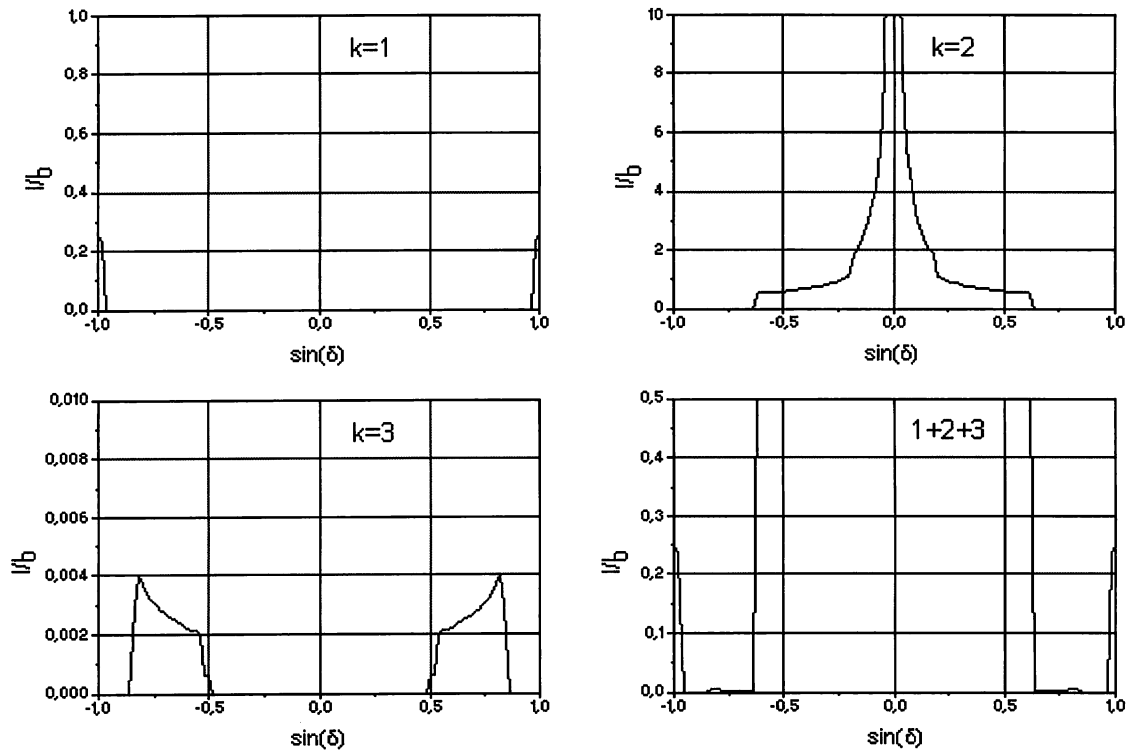 1,0
0,8
0,6
0,4
0,2
0,0
I/I₀
k=1
-1,0 -0,5 0,0 0,5 1,0
sin(δ)
10
8
6
4
2
0
I/I₀
k=2
-1,0 -0,5 0,0 0,5 1,0
sin(δ)
0,010
0,008
0,006
0,004
0,002
0,000
I/I₀
k=3
-1,0 -0,5 0,0 0,5 1,0
sin(δ)
0,5
0,4
0,3
0,2
0,1
0,0
I/I₀
1+2+3
-1,0 -0,5 0,0 0,5 1,0
sin(δ)